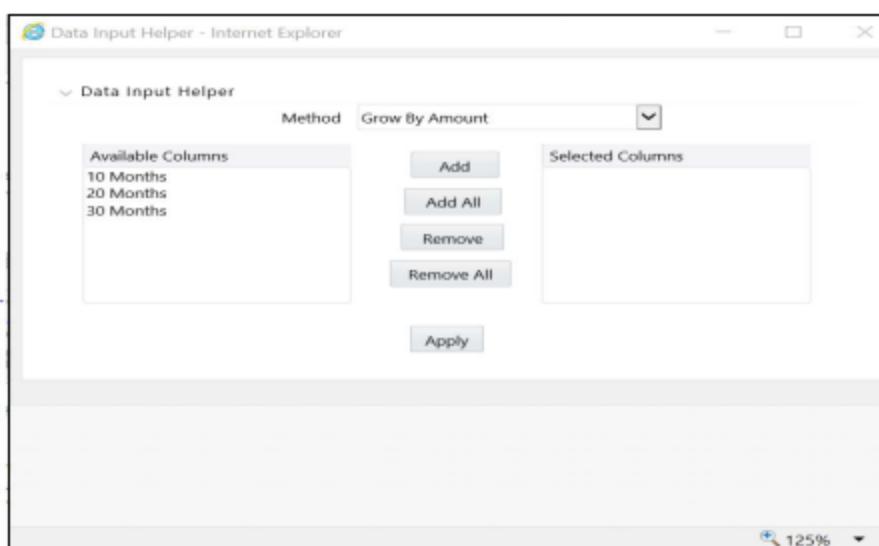 Data Input Helper - Internet Explorer
Data Input Helper
Method Grow By Amount
Available Columns
10 Months
20 Months
30 Months
Add
Add All
Remove
Remove All
Selected Columns
Apply
125%